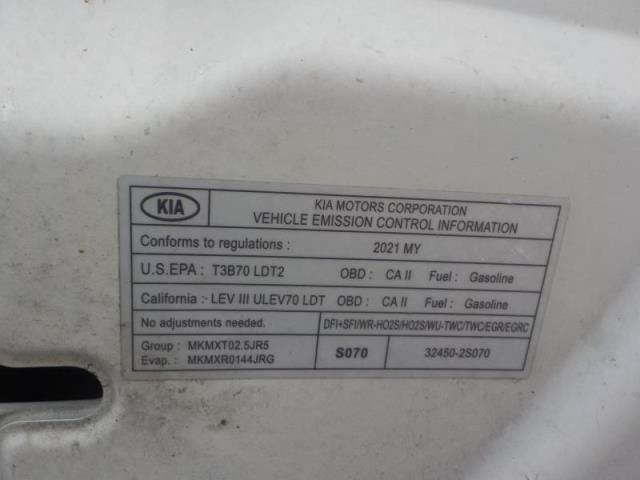 KIA
KIA MOTORS CORPORATION
VEHICLE EMISSION CONTROL INFORMATION
Conforms to regulations : 2021 MY
U.S.EPA : T3B70 LDT2 OBD : CA II Fuel : Gasoline
California : LEV III ULEV70 LDT OBD : CA II Fuel : Gasoline
No adjustments needed. DFI+SFI/WR-HO2S/HO2S/WU-TWC/TWC/EGR/EGRC
Group : MKMXT02.5JR5
Evap. : MKMXR0144JRG
S070 32450-2S070